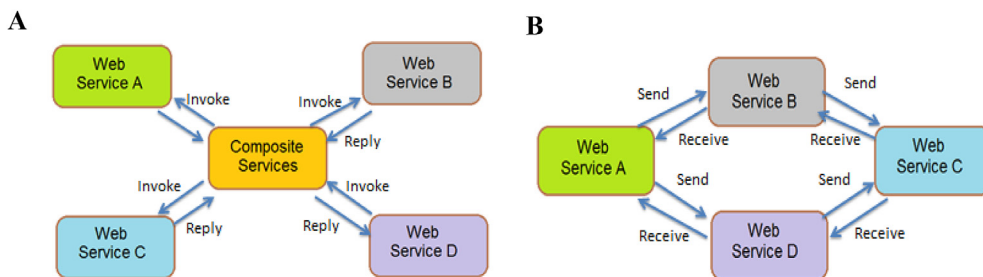 A
Web
Service A
Invoke
Web
Service B
Invoke
Reply
Composite
Services
Invoke
Reply
Web
Service C
Invoke
Reply
Web
Service D
B
Web
Service B
Send
Receive
Send
Receive
Web
Service A
Web
Service C
Send
Receive
Send
Receive
Web
Service D